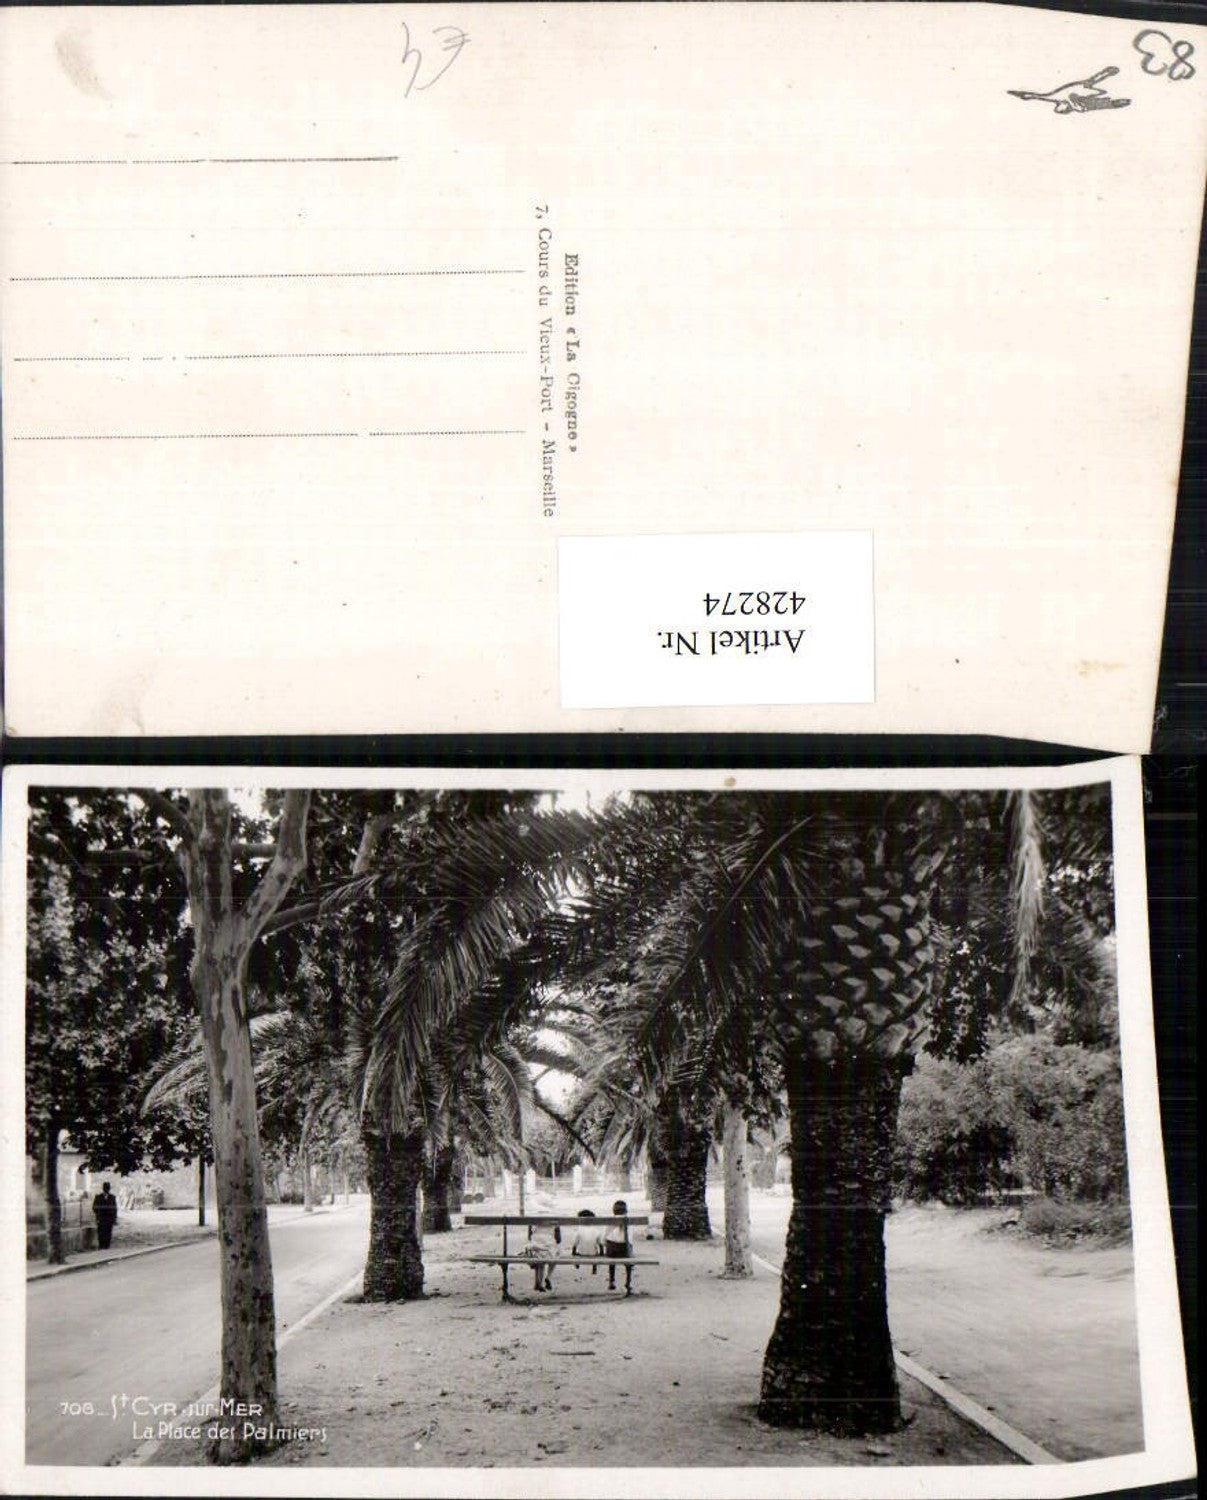 83
Edition « La Cigogne »
7, Cours du Vieux-Port - Marseille
Artikel Nr.
428274
708_ St CYR-sur-MER
La Place des Palmiers